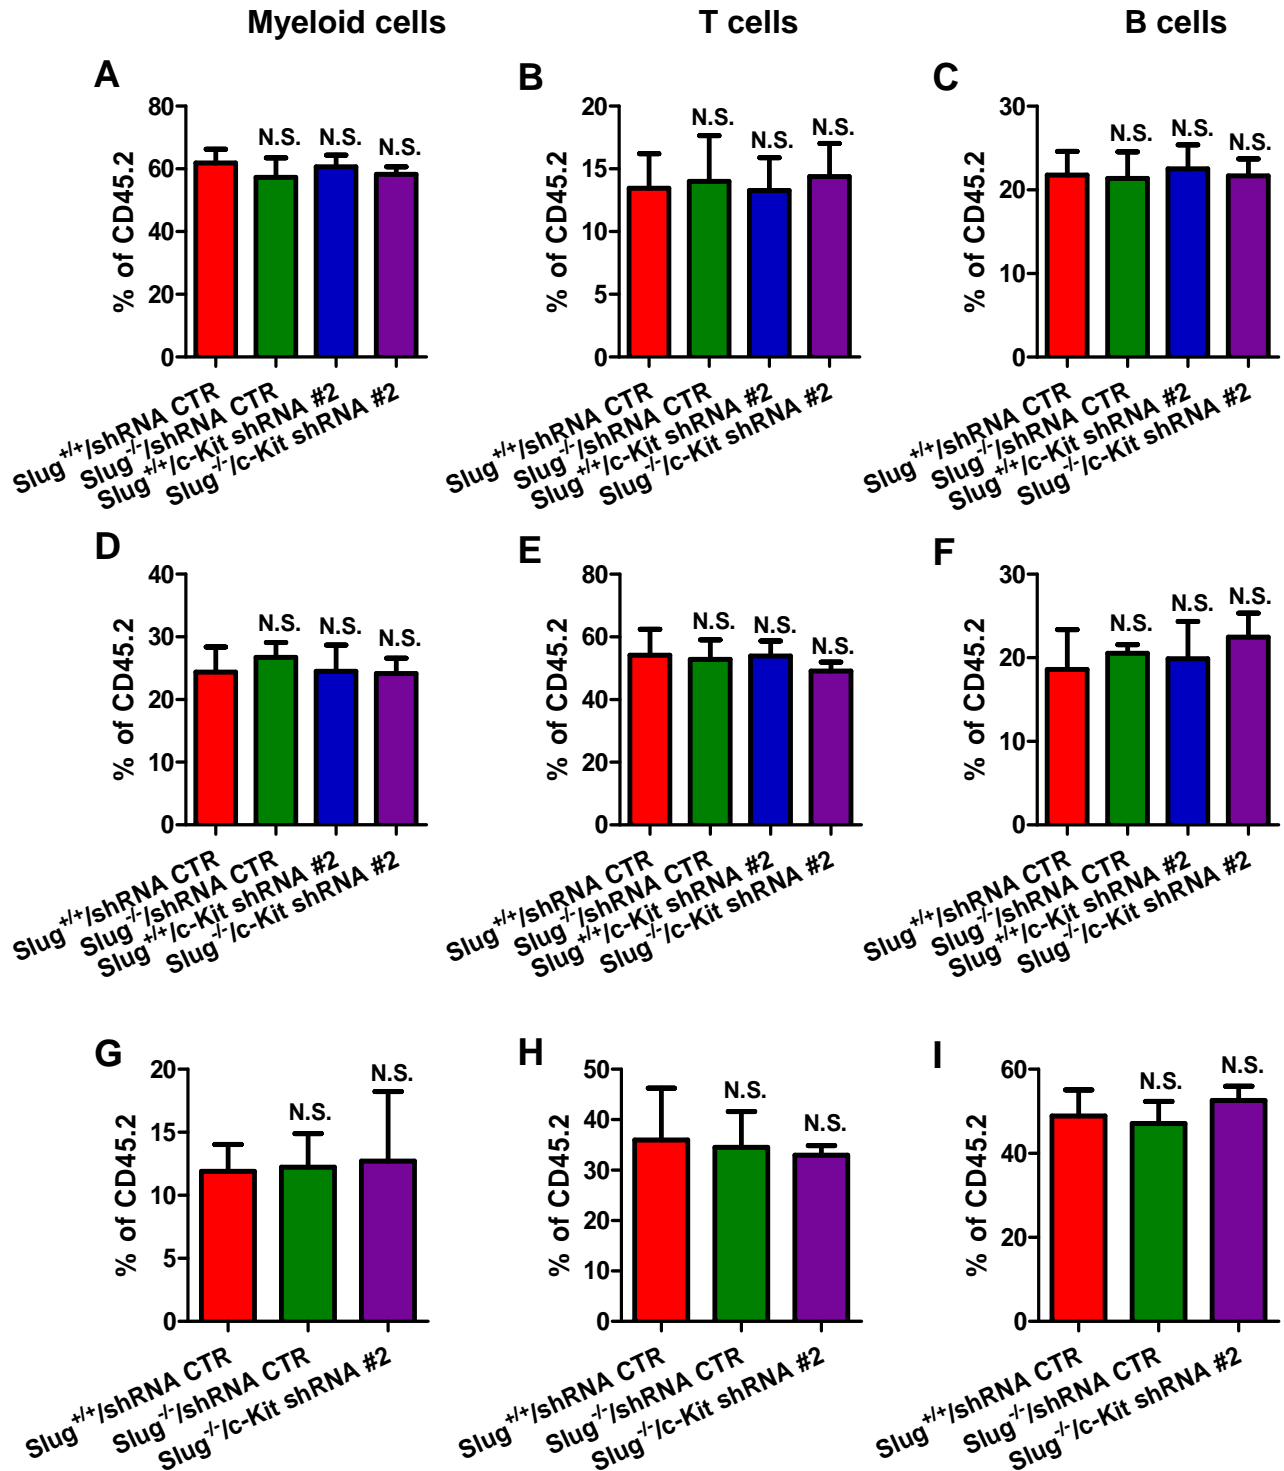 Myeloid cells T cells B cells
A
80
60
40
20
0
% of CD45.2
N.S. N.S. N.S.
Slug+/+/shRNA CTR
Slug-/-/shRNA CTR
Slug+/+/c-Kit shRNA #2
Slug-/-/c-Kit shRNA #2
B
20
15
10
5
0
% of CD45.2
N.S. N.S. N.S.
Slug+/+/shRNA CTR
Slug-/-/shRNA CTR
Slug+/+/c-Kit shRNA #2
Slug-/-/c-Kit shRNA #2
C
30
20
10
0
% of CD45.2
N.S. N.S. N.S.
Slug+/+/shRNA CTR
Slug-/-/shRNA CTR
Slug+/+/c-Kit shRNA #2
Slug-/-/c-Kit shRNA #2
D
40
30
20
10
0
% of CD45.2
N.S. N.S. N.S.
Slug+/+/shRNA CTR
Slug-/-/shRNA CTR
Slug+/+/c-Kit shRNA #2
Slug-/-/c-Kit shRNA #2
E
80
60
40
20
0
% of CD45.2
N.S. N.S. N.S.
Slug+/+/shRNA CTR
Slug-/-/shRNA CTR
Slug+/+/c-Kit shRNA #2
Slug-/-/c-Kit shRNA #2
F
30
20
10
0
% of CD45.2
N.S. N.S. N.S.
Slug+/+/shRNA CTR
Slug-/-/shRNA CTR
Slug+/+/c-Kit shRNA #2
Slug-/-/c-Kit shRNA #2
G
20
15
10
5
0
% of CD45.2
N.S. N.S.
Slug+/+/shRNA CTR
Slug-/-/shRNA CTR
Slug-/-/c-Kit shRNA #2
H
50
40
30
20
10
0
% of CD45.2
N.S. N.S.
Slug+/+/shRNA CTR
Slug-/-/shRNA CTR
Slug-/-/c-Kit shRNA #2
I
60
40
20
0
% of CD45.2
N.S. N.S.
Slug+/+/shRNA CTR
Slug-/-/shRNA CTR
Slug-/-/c-Kit shRNA #2